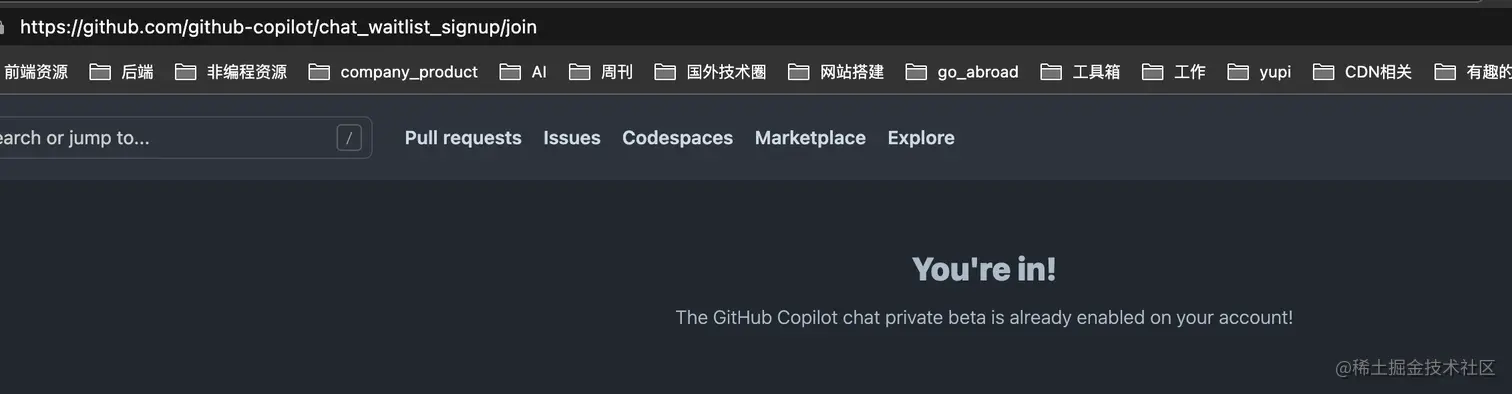 https://github.com/github-copilot/chat_waitlist_signup/join
前端资源 后端 非编程资源 company_product AI 周刊 国外技术圈 网站搭建 go_abroad 工具箱 工作 yupi CDN相关 有趣的
earch or jump to... / Pull requests Issues Codespaces Marketplace Explore
You're in!
The GitHub Copilot chat private beta is already enabled on your account!
@稀土掘金技术社区